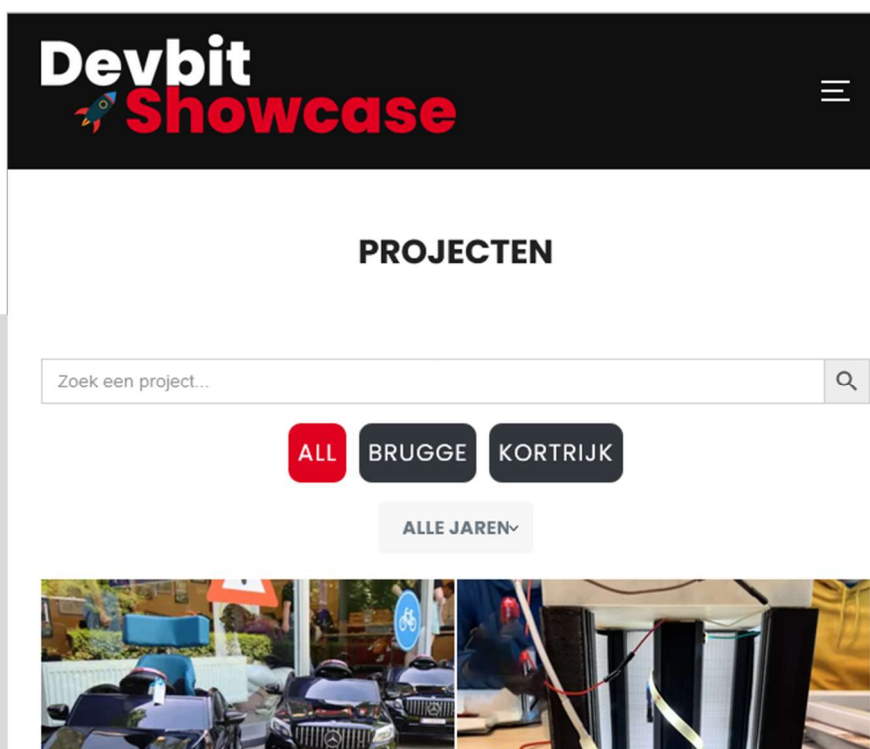 Devbit
Showcase
PROJECTEN
Zoek een project...
ALL BRUGGE KORTRIJK
ALLE JAREN